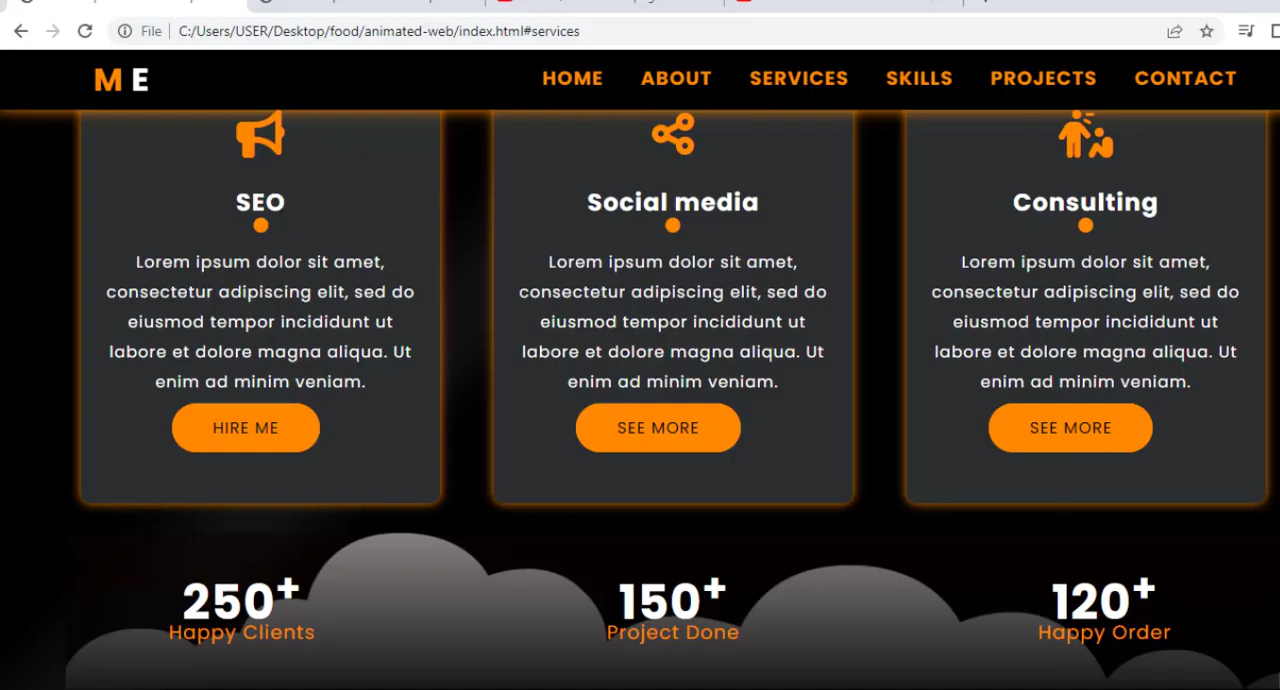 File C:/Users/USER/Desktop/food/animated-web/index.html#services
M E
HOME ABOUT SERVICES SKILLS PROJECTS CONTACT
SEO
Lorem ipsum dolor sit amet,
consectetur adipiscing elit, sed do
eiusmod tempor incididunt ut
labore et dolore magna aliqua. Ut
enim ad minim veniam.
HIRE ME
Social media
Lorem ipsum dolor sit amet,
consectetur adipiscing elit, sed do
eiusmod tempor incididunt ut
labore et dolore magna aliqua. Ut
enim ad minim veniam.
SEE MORE
Consulting
Lorem ipsum dolor sit amet,
consectetur adipiscing elit, sed do
eiusmod tempor incididunt ut
labore et dolore magna aliqua. Ut
enim ad minim veniam.
SEE MORE
250+
Happy Clients
150+
Project Done
120+
Happy Order